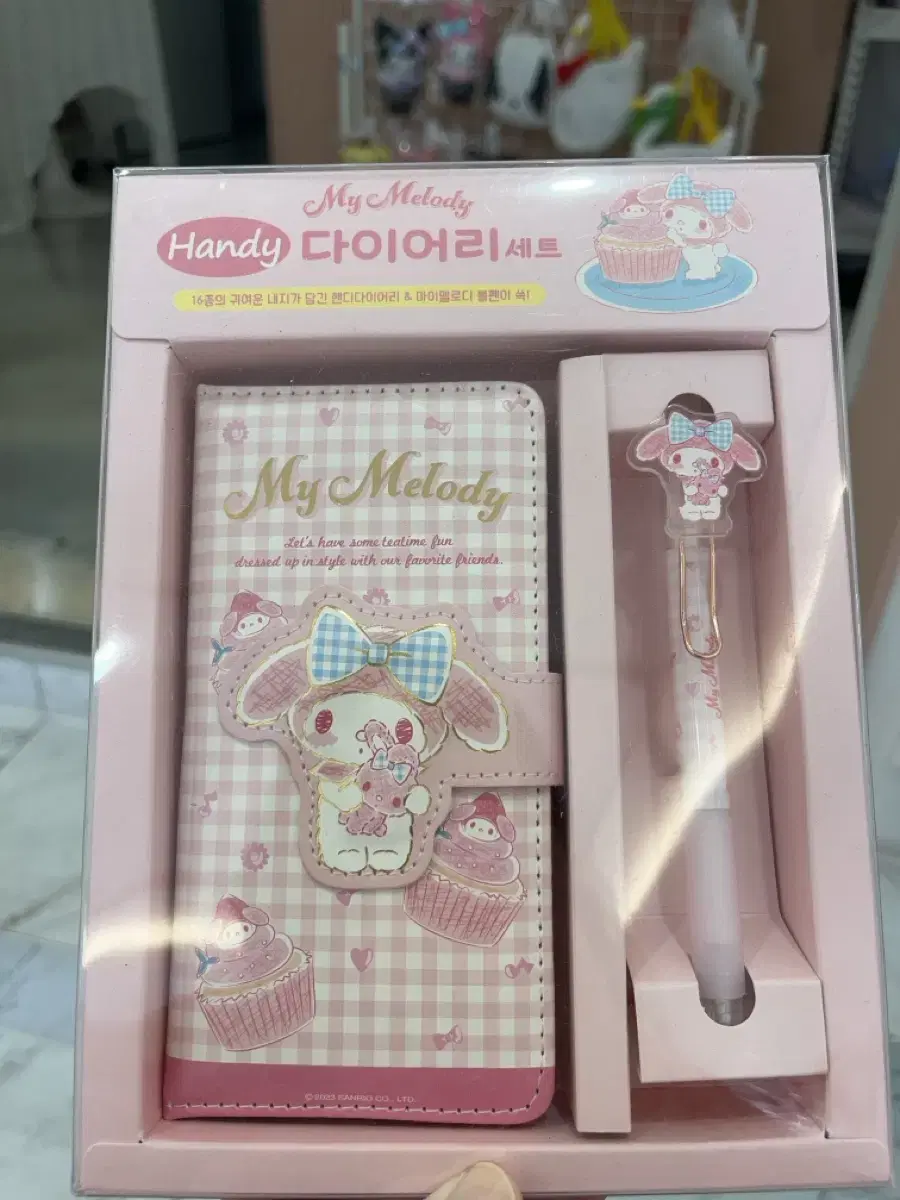 My Melody
Handy 다이어리 세트
16종의 귀여운 내지가 담긴 핸디다이어리 & 마이멜로디 볼펜이 쏙!
My Melody
Let's have some teatime fun
dressed up in style with our favorite friends.
My Melody
©2023 SANRIO CO., LTD.